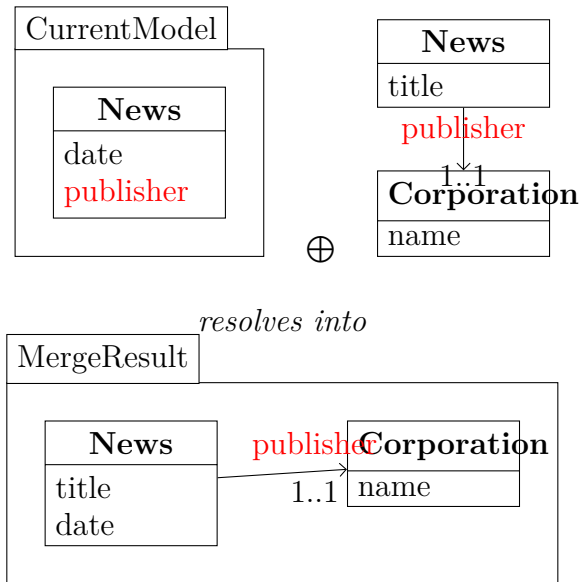 CurrentModel
News
date
publisher
⊕
News
title
publisher
1..1
Corporation
name
resolves into
MergeResult
News
title
date
publisher
1..1
Corporation
name